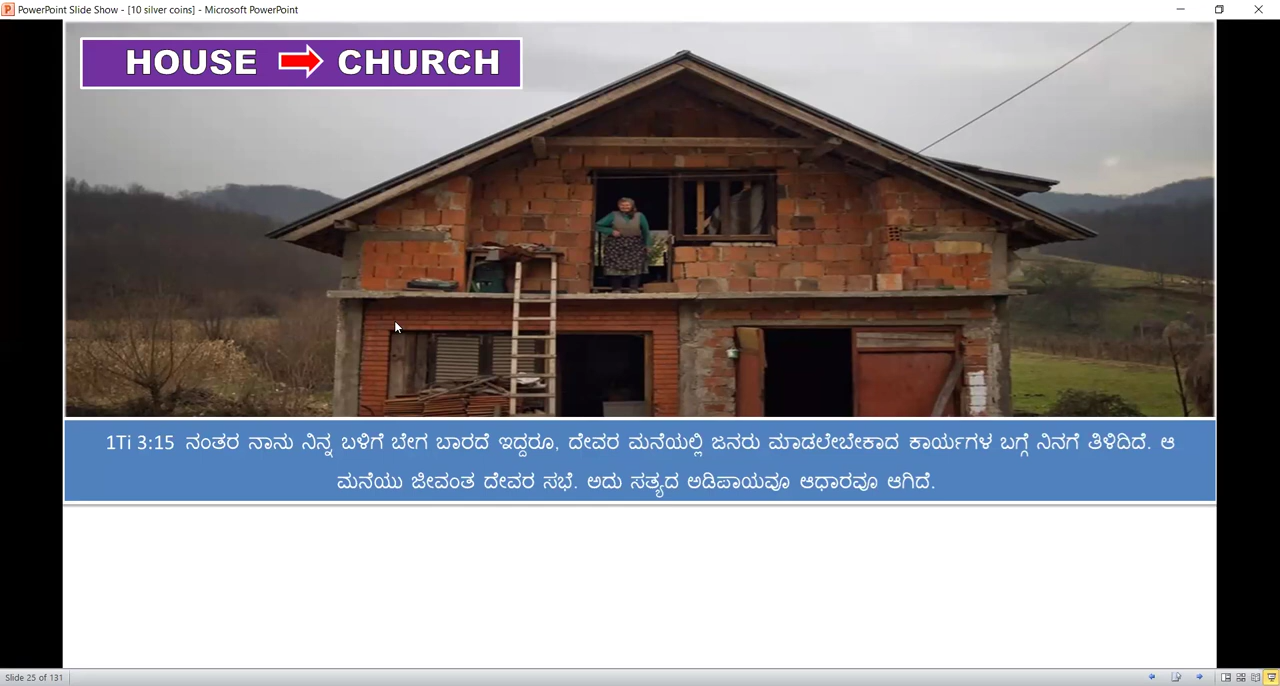 PowerPoint Slide Show - [10 silver coins] - Microsoft PowerPoint
HOUSE CHURCH
1Ti 3:15 ನಂತರ ನಾನು ನಿನ್ನ ಬಳಿಗೆ ಬೇಗ ಬಾರದೆ ಇದ್ದರೂ, ದೇವರ ಮನೆಯಲ್ಲಿ ಜನರು ಮಾಡಲೇಬೇಕಾದ ಕಾರ್ಯಗಳ ಬಗ್ಗೆ ನಿನಗೆ ತಿಳಿದಿದೆ. ಆ
ಮನೆಯು ಜೀವಂತ ದೇವರ ಸಭೆ. ಅದು ಸತ್ಯದ ಅಡಿಪಾಯವೂ ಆಧಾರವೂ ಆಗಿದೆ.
Slide 25 of 131